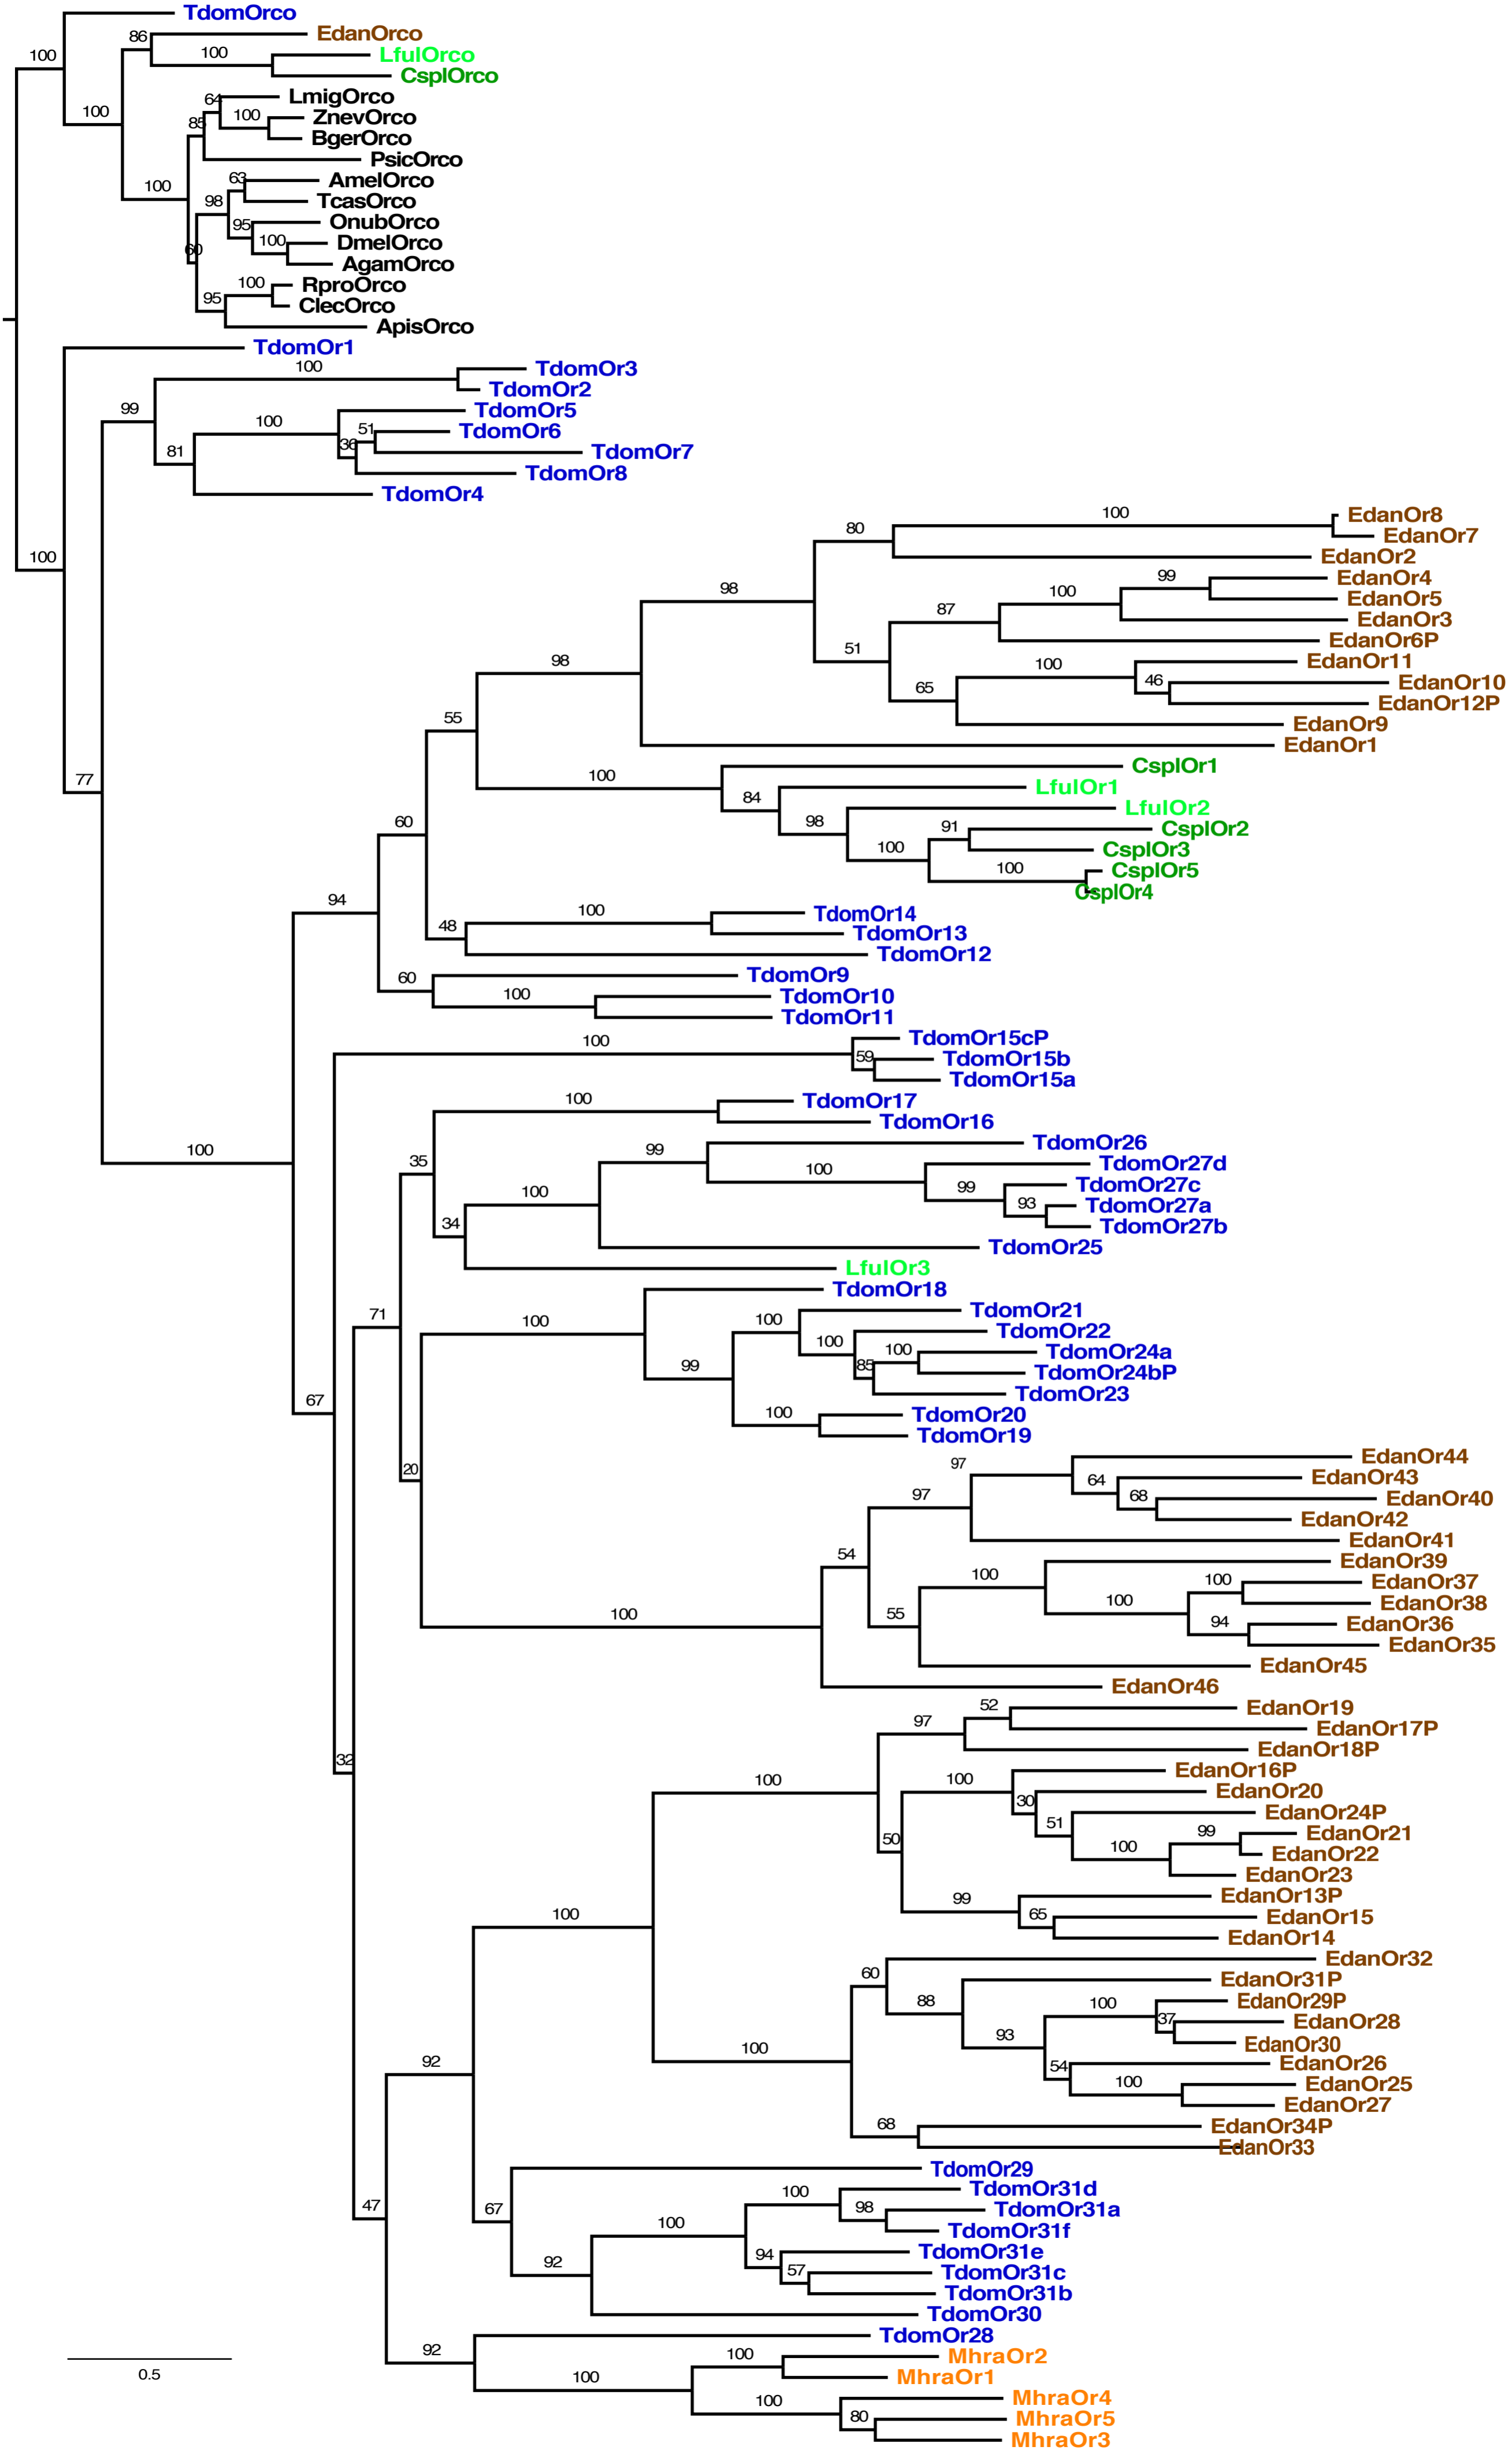 TdomOrco
86 EdanOrco
100 100 LfulOrco
CsplOrco
64 LmigOrco
100 85 100 ZnevOrco
BgerOrco
PsicOrco
100 63 AmelOrco
98 TcasOrco
95 OnubOrco
100 DmelOrco
60 AgamOrco
100 RproOrco
95 ClecOrco
ApisOrco
TdomOr1
100 TdomOr3
TdomOr2
99 TdomOr5
100 51 TdomOr6
81 36 TdomOr7
TdomOr8
TdomOr4
100 EdanOr8
80 EdanOr7
100 EdanOr2
99 EdanOr4
98 100 EdanOr5
87 EdanOr3
EdanOr6P
98 51 100 EdanOr11
65 46 EdanOr10
EdanOr12P
55 EdanOr9
EdanOr1
77 100 CsplOr1
84 LfulOr1
60 98 LfulOr2
91 CsplOr2
100 CsplOr3
100 CsplOr5
94 CsplOr4
48 100 TdomOr14
TdomOr13
TdomOr12
60 TdomOr9
100 TdomOr10
TdomOr11
100 TdomOr15cP
59 TdomOr15b
TdomOr15a
100 TdomOr17
TdomOr16
100 35 99 TdomOr26
100 TdomOr27d
100 99 TdomOr27c
34 93 TdomOr27a
TdomOr27b
TdomOr25
LfulOr3
TdomOr18
71 100 100 TdomOr21
100 TdomOr22
99 85 100 TdomOr24a
TdomOr24bP
67 TdomOr23
100 TdomOr20
TdomOr19
20 97 EdanOr44
97 64 EdanOr43
68 EdanOr40
EdanOr42
EdanOr41
54 EdanOr39
100 100 EdanOr37
100 EdanOr38
100 55 94 EdanOr36
EdanOr35
EdanOr45
EdanOr46
52 EdanOr19
97 EdanOr17P
EdanOr18P
32 100 100 EdanOr16P
30 EdanOr20
51 EdanOr24P
50 99 EdanOr21
100 EdanOr22
EdanOr23
99 EdanOr13P
100 65 EdanOr15
EdanOr14
60 EdanOr32
88 EdanOr31P
100 EdanOr29P
93 37 EdanOr28
100 EdanOr30
92 54 EdanOr26
100 EdanOr25
EdanOr27
68 EdanOr34P
EdanOr33
TdomOr29
47 67 100 TdomOr31d
98 TdomOr31a
100 TdomOr31f
92 94 TdomOr31e
57 TdomOr31c
TdomOr31b
TdomOr30
92 TdomOr28
0.5 100 MhraOr2
100 MhraOr1
100 MhraOr4
80 MhraOr5
MhraOr3